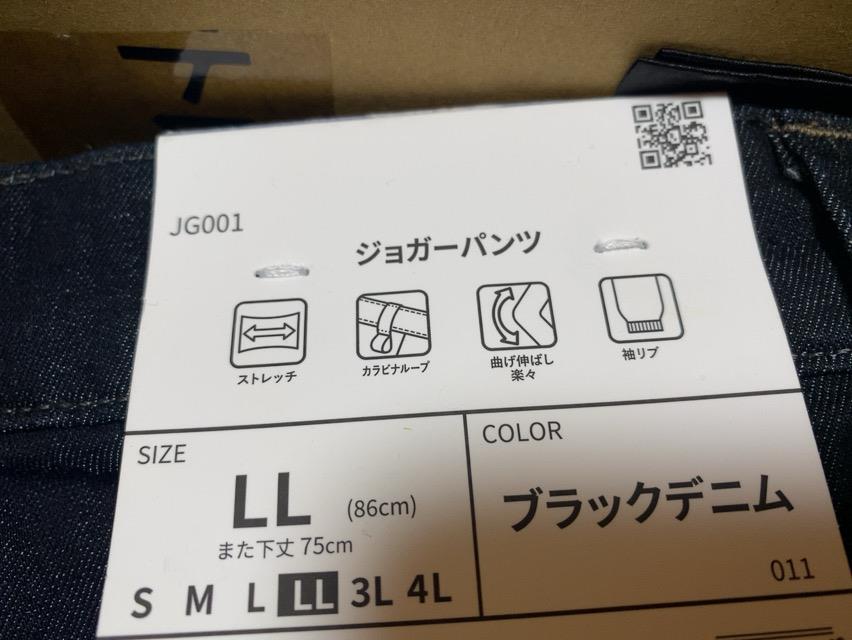 JG001
ジョガーパンツ
ストレッチ
カラビナループ
曲げ伸ばし
楽々
袖リブ
SIZE
LL (86cm)
また下丈 75cm
S M L LL 3L 4L
COLOR
ブラックデニム
011